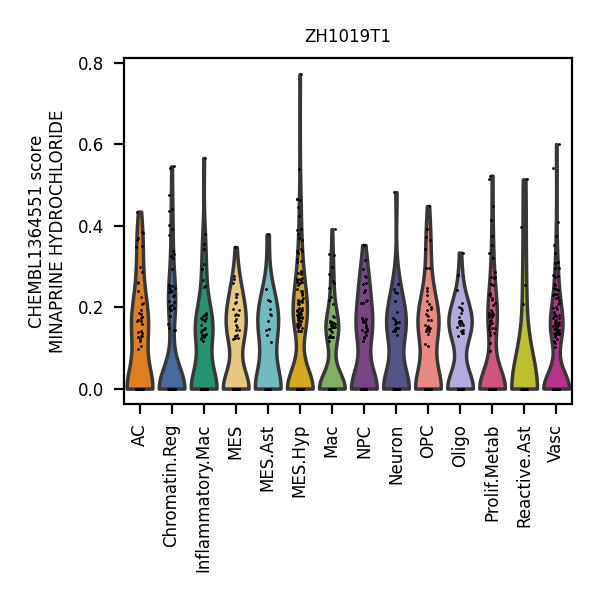 ZH1019T1
CHEMBL1364551 score
MINAPRINE HYDROCHLORIDE
0.8
0.6
0.4
0.2
0.0
AC
Chromatin.Reg
Inflammatory.Mac
MES
MES.Ast
MES.Hyp
Mac
NPC
Neuron
OPC
Oligo
Prolif.Metab
Reactive.Ast
Vasc